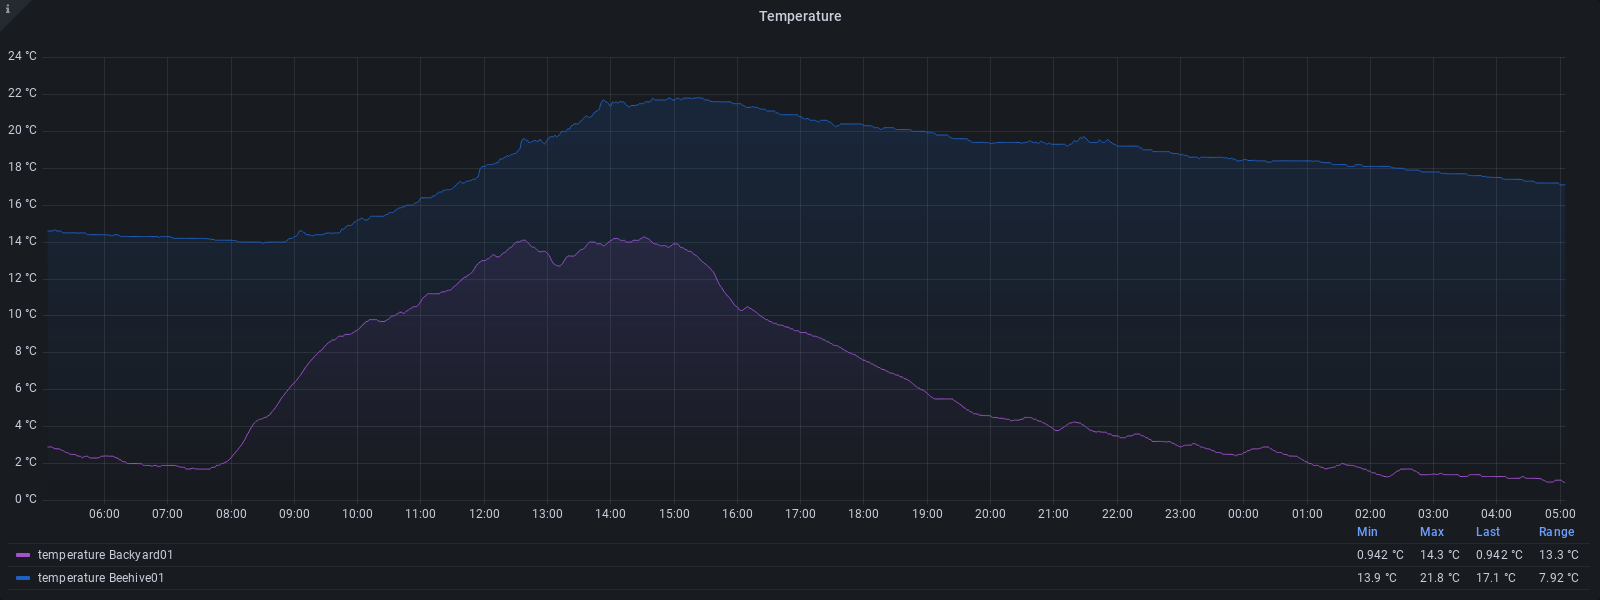 i
Temperature
24 °C
22 °C
20 °C
18 °C
16 °C
14 °C
12 °C
10 °C
8 °C
6 °C
4 °C
2 °C
0 °C
06:00 07:00 08:00 09:00 10:00 11:00 12:00 13:00 14:00 15:00 16:00 17:00 18:00 19:00 20:00 21:00 22:00 23:00 00:00 01:00 02:00 03:00 04:00 05:00
Min Max Last Range
temperature Backyard01 0.942 °C 14.3 °C 0.942 °C 13.3 °C
temperature Beehive01 13.9 °C 21.8 °C 17.1 °C 7.92 °C